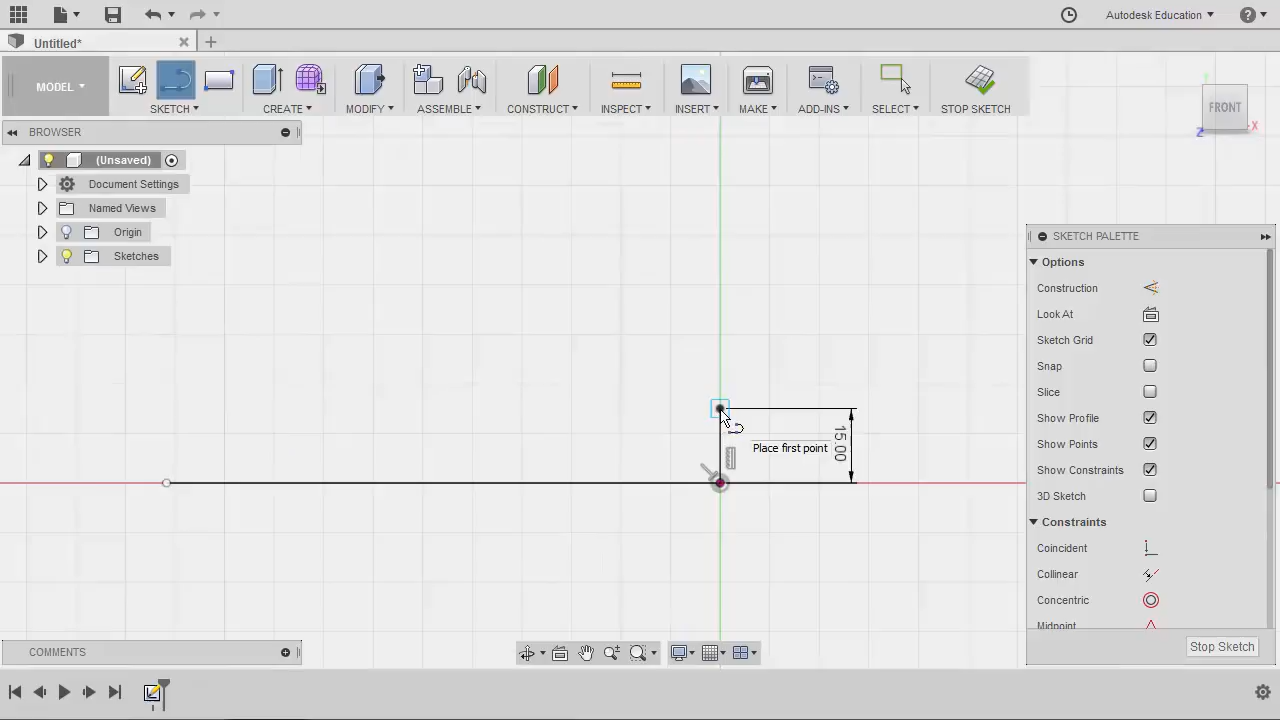 Autodesk Education
Untitled*
MODEL
SKETCH
CREATE
MODIFY
ASSEMBLE
CONSTRUCT
INSPECT
INSERT
MAKE
ADD-INS
SELECT
STOP SKETCH
FRONT
X
Z
BROWSER
(Unsaved)
Document Settings
Named Views
Origin
Sketches
15.00
Place first point
SKETCH PALETTE
Options
Construction
Look At
Sketch Grid
Snap
Slice
Show Profile
Show Points
Show Constraints
3D Sketch
Constraints
Coincident
Collinear
Concentric
Midpoint
Stop Sketch
COMMENTS